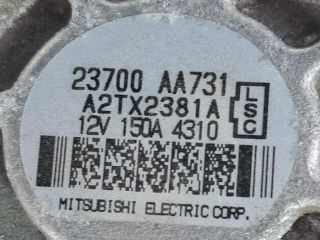 23700 AA731
A2TX2381A
12V 150A 4310
LSC
MITSUBISHI ELECTRIC CORP.